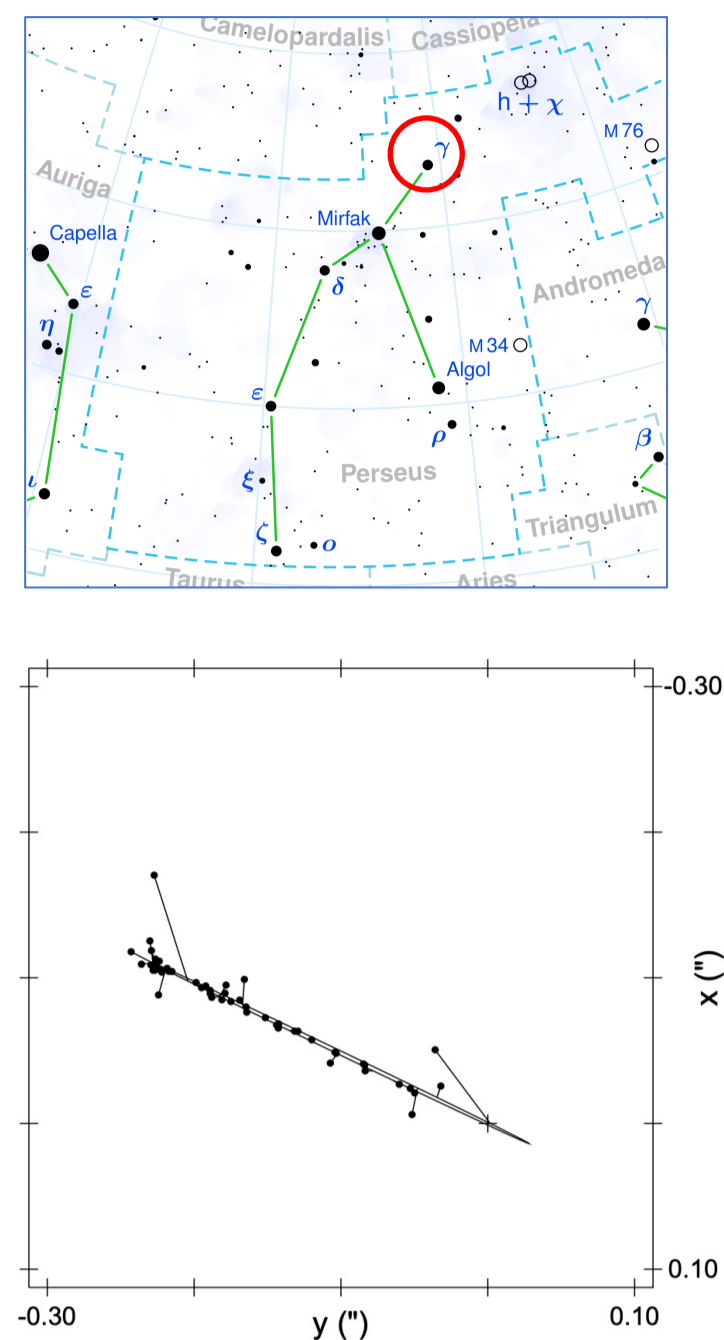 Camelopardalis
Cassiopeia
h + χ
M 76
γ
Auriga
Mirfak
Capella
Andromeda
δ
ε
γ
η
M 34
Algol
ε
ρ
β
Perseus
ι
ξ
Triangulum
ζ
ο
Taurus
Aries
-0.30
x (")
0.10
-0.30
y (")
0.10